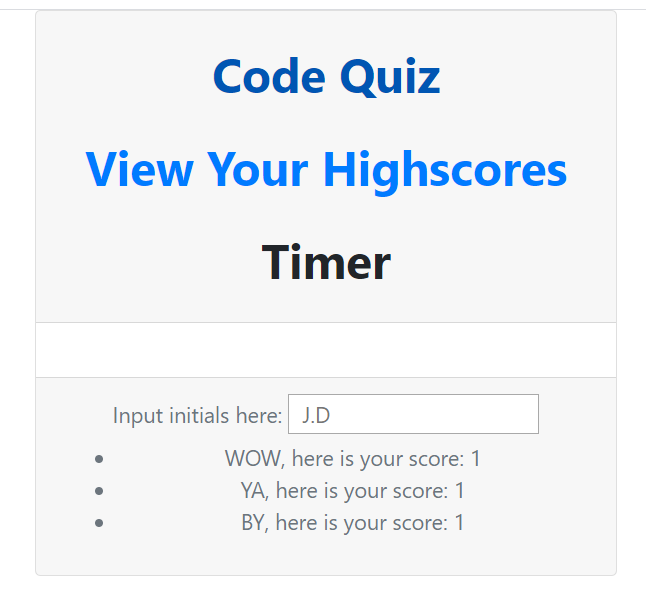 Code Quiz
View Your Highscores
Timer
Input initials here: J.D
WOW, here is your score: 1
YA, here is your score: 1
BY, here is your score: 1